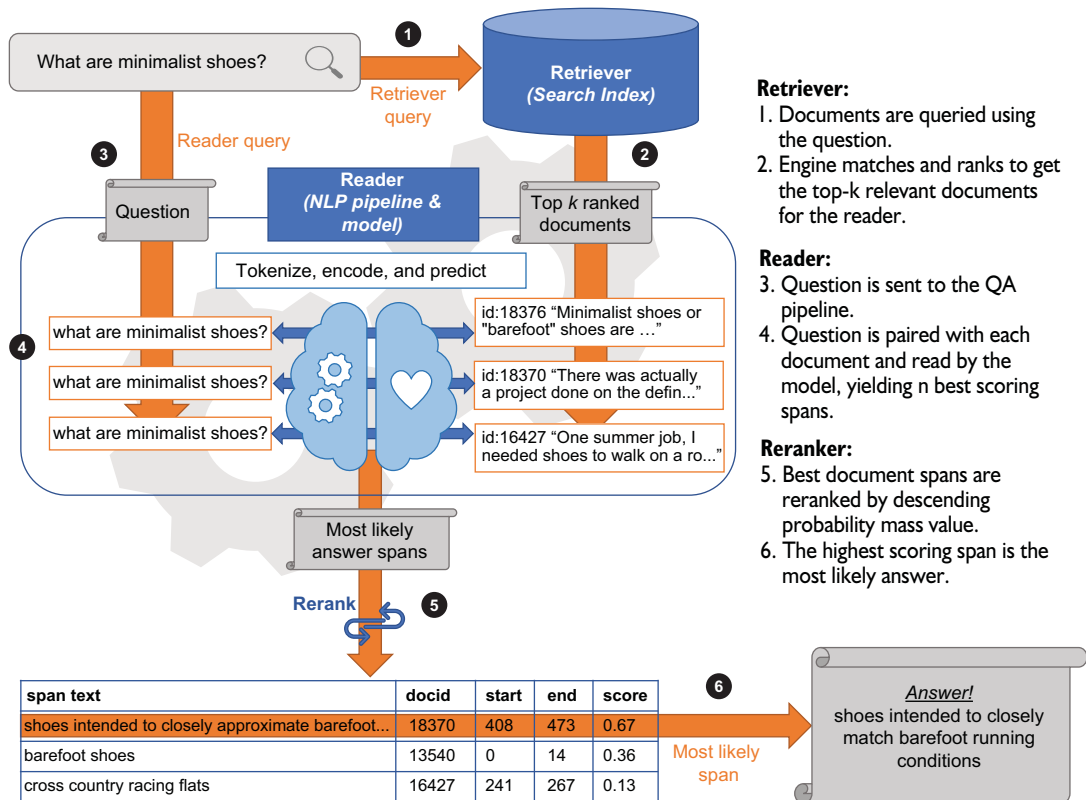 What are minimalist shoes?
1
Retriever
query
Retriever
(Search Index)
Reader query
3
2
Question
Reader
(NLP pipeline &
model)
Top k ranked
documents
Tokenize, encode, and predict
4
what are minimalist shoes?
what are minimalist shoes?
what are minimalist shoes?
id:18376 “Minimalist shoes or
"barefoot" shoes are …”
id:18370 “There was actually
a project done on the defin...”
id:16427 “One summer job, I
needed shoes to walk on a ro...”
Most likely
answer spans
Rerank
5
span text docid start end score
shoes intended to closely approximate barefoot... 18370 408 473 0.67
barefoot shoes 13540 0 14 0.36
cross country racing flats 16427 241 267 0.13
6
Most likely
span
Answer!
shoes intended to closely
match barefoot running
conditions
Retriever:
1. Documents are queried using
the question.
2. Engine matches and ranks to get
the top-k relevant documents
for the reader.
Reader:
3. Question is sent to the QA
pipeline.
4. Question is paired with each
document and read by the
model, yielding n best scoring
spans.
Reranker:
5. Best document spans are
reranked by descending
probability mass value.
6. The highest scoring span is the
most likely answer.